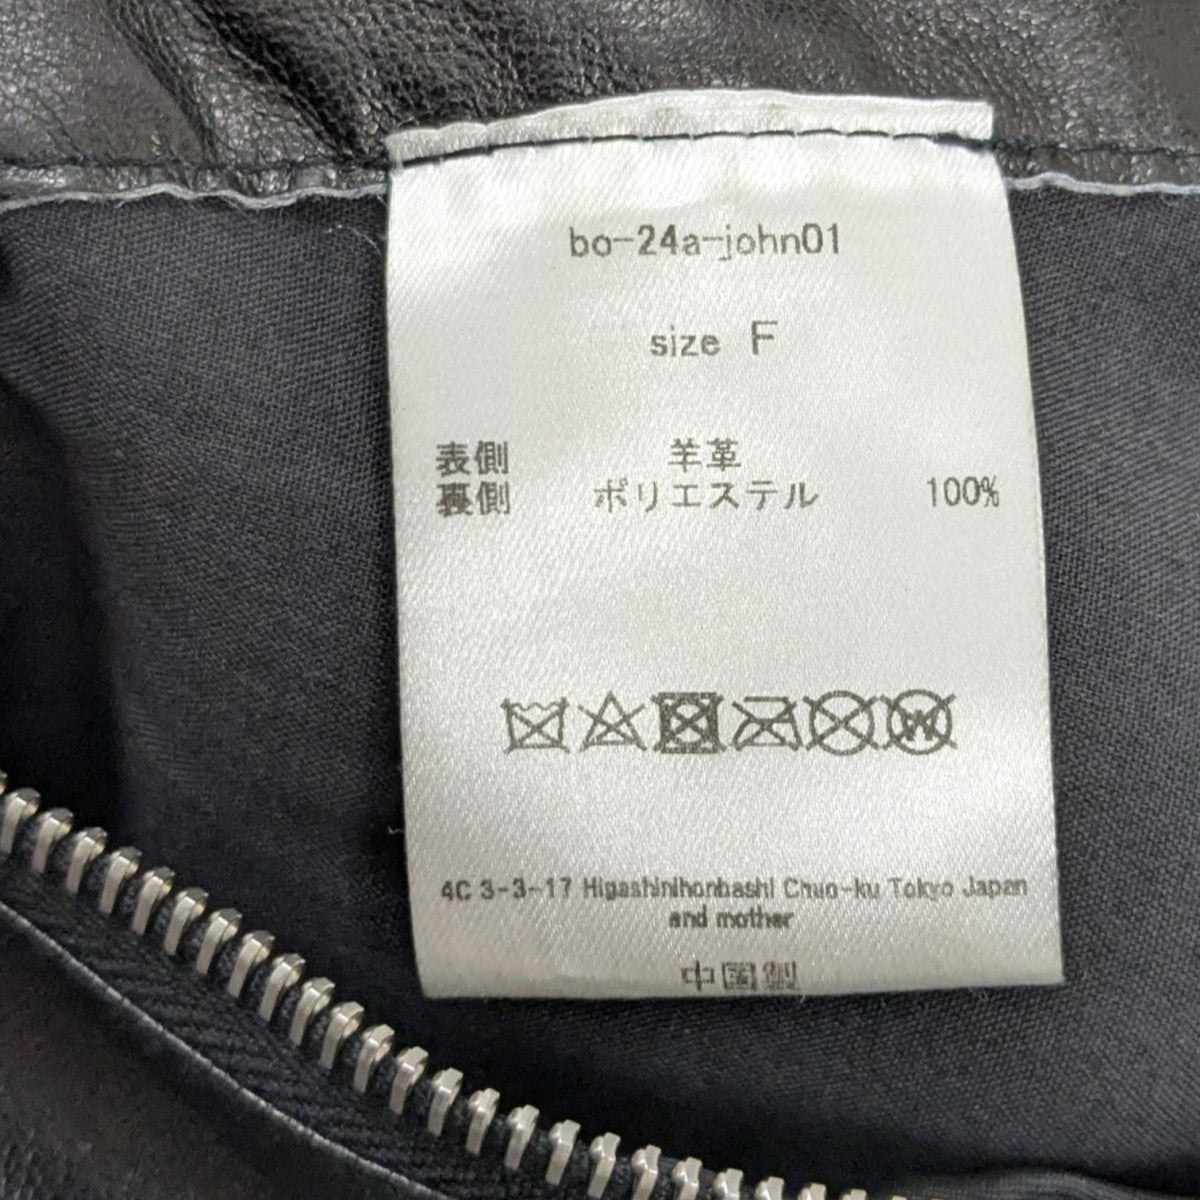 bo-24a-john01
size F
表側 羊革
裏側 ポリエステル 100%
W
4C 3-3-17 Higashinihonbashi Chuo-ku Tokyo Japan
and mother
中国製